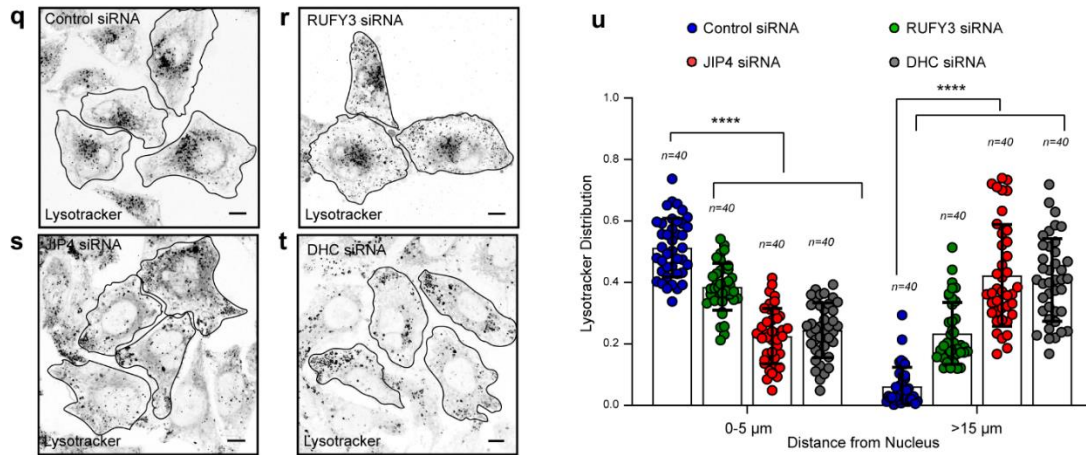 q
Control siRNA
Lysotracker
r
RUFY3 siRNA
Lysotracker
s
JIP4 siRNA
Lysotracker
t
DHC siRNA
Lysotracker
u
Control siRNA
RUFY3 siRNA
JIP4 siRNA
DHC siRNA
Lysotracker Distribution
1.0
0.8
0.6
0.4
0.2
0.0
****
n=40
n=40
n=40
n=40
****
n=40
n=40
n=40
n=40
0-5 µm
>15 µm
Distance from Nucleus